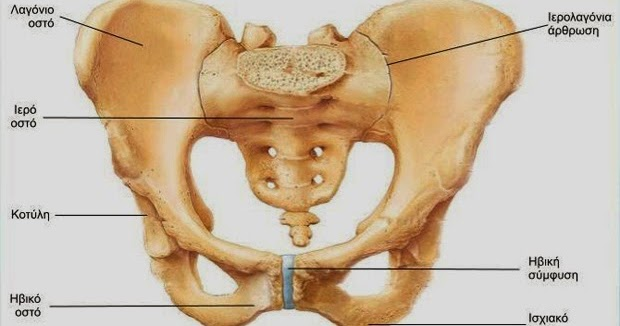 Λαγόνιο
οστό
Ιερολαγόνια
άρθρωση
Ιερό
οστό
Κοτύλη
Ηβική
σύμφυση
Ηβικό
οστό
Ισχιακό